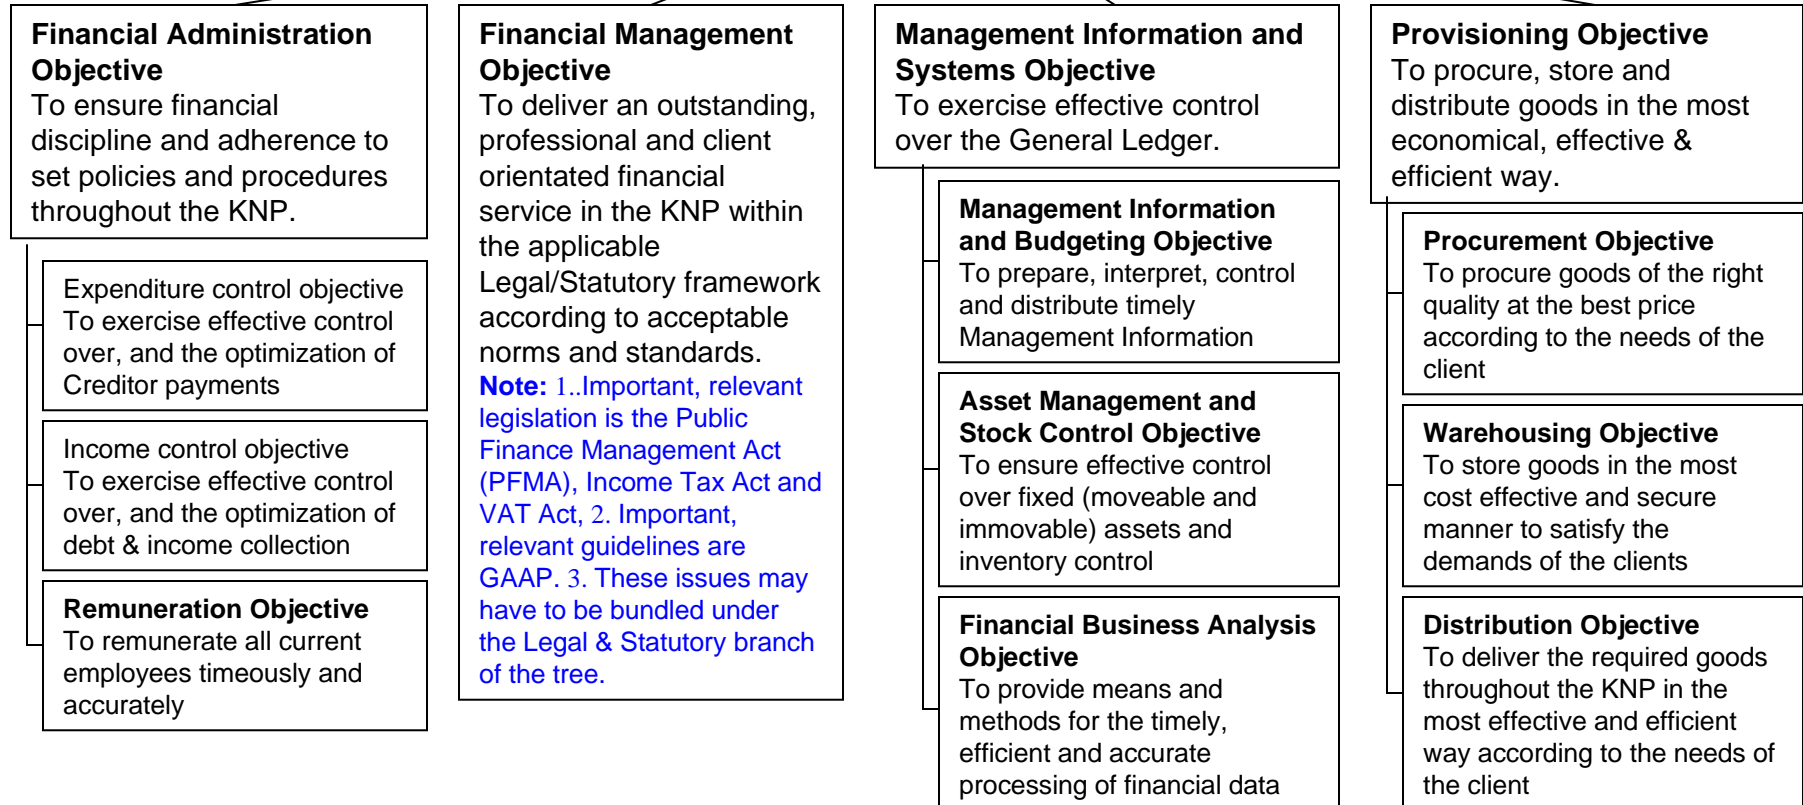 Financial Administration
Objective
To ensure financial
discipline and adherence to
set policies and procedures
throughout the KNP.
Expenditure control objective
To exercise effective control
over, and the optimization of
Creditor payments
Income control objective
To exercise effective control
over, and the optimization of
debt & income collection
Remuneration Objective
To remunerate all current
employees timeously and
accurately
Financial Management
Objective
To deliver an outstanding,
professional and client
orientated financial
service in the KNP within
the applicable
Legal/Statutory framework
according to acceptable
norms and standards.
Note: 1..Important, relevant
legislation is the Public
Finance Management Act
(PFMA), Income Tax Act and
VAT Act, 2. Important,
relevant guidelines are
GAAP. 3. These issues may
have to be bundled under
the Legal & Statutory branch
of the tree.
Management Information and
Systems Objective
To exercise effective control
over the General Ledger.
Management Information
and Budgeting Objective
To prepare, interpret, control
and distribute timely
Management Information
Asset Management and
Stock Control Objective
To ensure effective control
over fixed (moveable and
immovable) assets and
inventory control
Financial Business Analysis
Objective
To provide means and
methods for the timely,
efficient and accurate
processing of financial data
Provisioning Objective
To procure, store and
distribute goods in the most
economical, effective &
efficient way.
Procurement Objective
To procure goods of the right
quality at the best price
according to the needs of the
client
Warehousing Objective
To store goods in the most
cost effective and secure
manner to satisfy the
demands of the clients
Distribution Objective
To deliver the required goods
throughout the KNP in the
most effective and efficient
way according to the needs of
the client